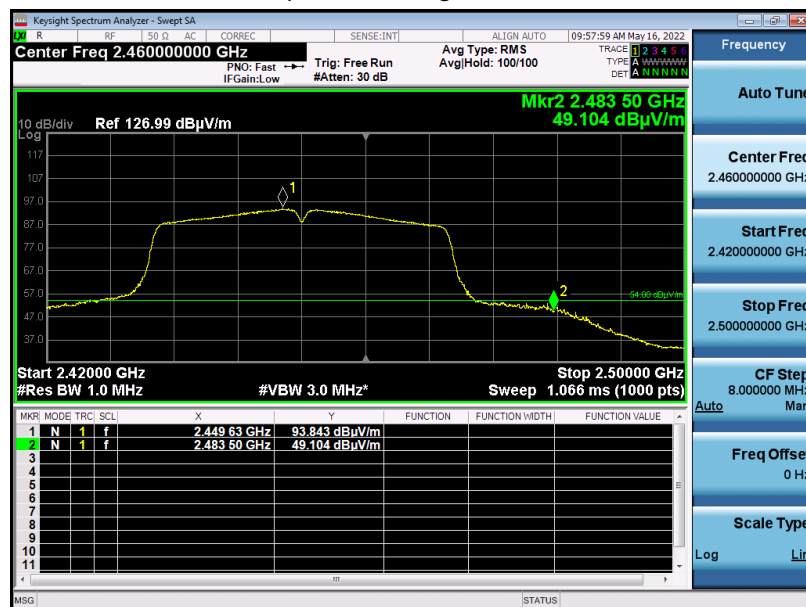 Keysight Spectrum Analyzer - Swept SA
LXI R RF 50 Ω AC CORREC SENSE:INT ALIGN AUTO 09:57:59 AM May 16, 2022
Center Freq 2.460000000 GHz
PNO: Fast
IFGain:Low
Trig: Free Run
#Atten: 30 dB
Avg Type: RMS
Avg|Hold: 100/100
TRACE 1 2 3 4 5 6
TYPE A WWWWW
DET A N N N N N
Mkr2 2.483 50 GHz
49.104 dBµV/m
10 dB/div Ref 126.99 dBµV/m
Log
117
107
97.0
87.0
77.0
67.0
57.0
47.0
37.0
1
2
54.00 dBµV/m
Start 2.42000 GHz Stop 2.50000 GHz
#Res BW 1.0 MHz #VBW 3.0 MHz* Sweep 1.066 ms (1000 pts)
MKR MODE TRC SCL X Y FUNCTION FUNCTION WIDTH FUNCTION VALUE
1 N 1 f 2.449 63 GHz 93.843 dBµV/m
2 N 1 f 2.483 50 GHz 49.104 dBµV/m
3
4
5
6
7
8
9
10
11
MSG STATUS
Frequency
Auto Tune
Center Freq
2.460000000 GHz
Start Freq
2.420000000 GHz
Stop Freq
2.500000000 GHz
CF Step
8.000000 MHz
Auto Man
Freq Offset
0 Hz
Scale Type
Log Lin